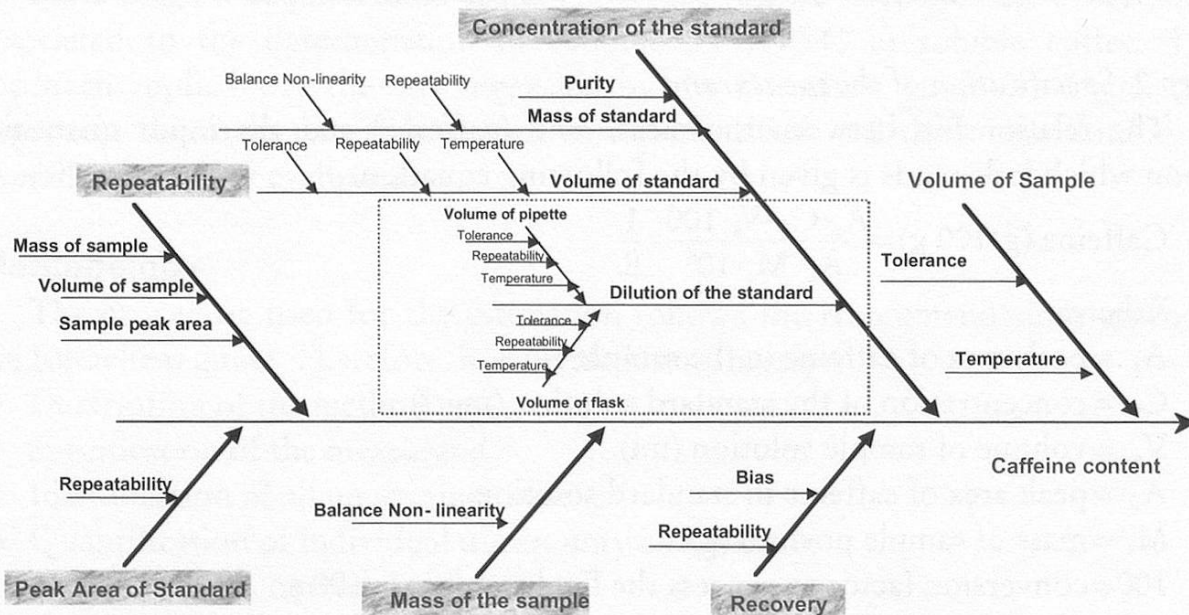 Concentration of the standard
Balance Non-linearity
Repeatability
Purity
Mass of standard
Tolerance
Repeatability
Temperature
Repeatability
Volume of standard
Volume of Sample
Volume of pipette
Tolerance
Repeatability
Temperature
Mass of sample
Volume of sample
Sample peak area
Dilution of the standard
Tolerance
Tolerance
Repeatability
Temperature
Temperature
Volume of flask
Caffeine content
Repeatability
Bias
Balance Non- linearity
Repeatability
Peak Area of Standard
Mass of the sample
Recovery